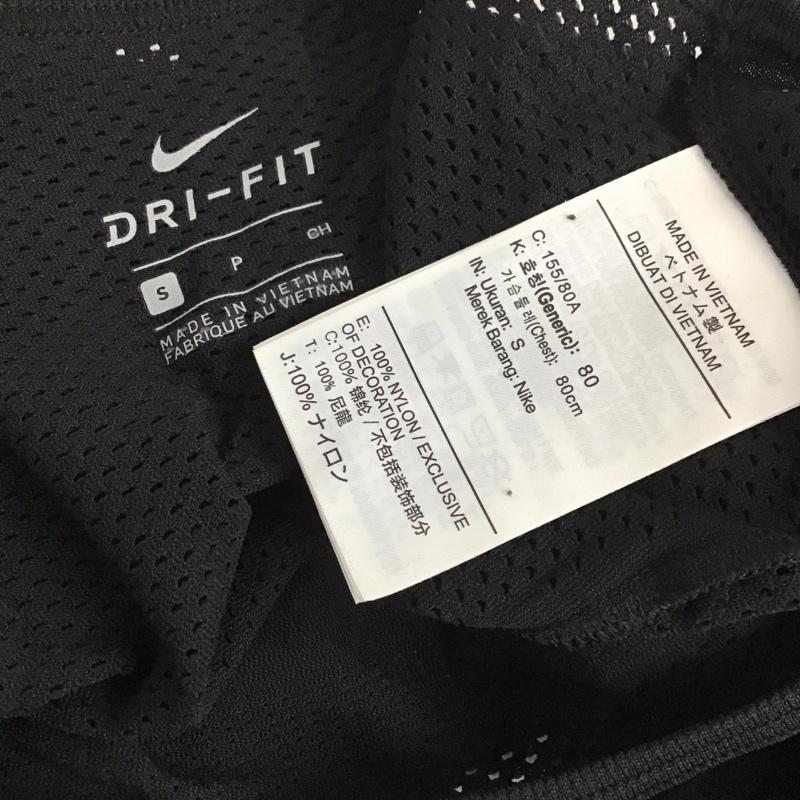 DRI-FIT
S P CH
MADE IN VIETNAM
FABRIQUE AU VIETNAM
MADE IN VIETNAM
ベトナム製
DIBUAT DI VIETNAM
C: 155/80A
K: 호칭(Generic): 80
가슴둘레(Chest): 80cm
IN: Ukuran: S
Merek Barang: Nike
E: 100% NYLON / EXCLUSIVE
OF DECORATION
C:100% 锦纶 / 不包括装饰部分
T: 100% 尼龍
J:100% ナイロン